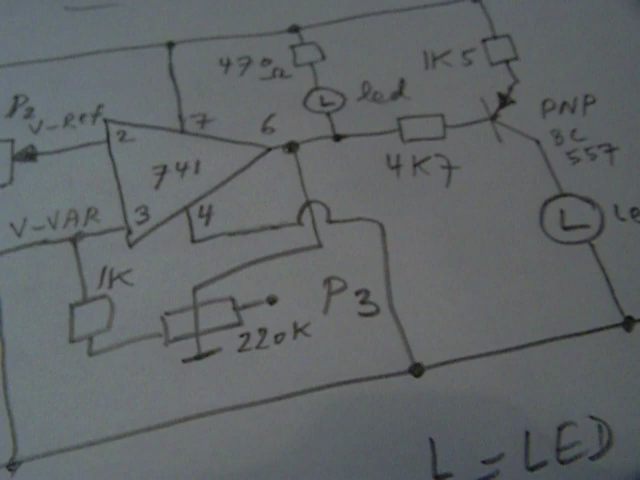 470Ω
1K5
P2
V-Ref
led
PNP
BC
557
2
7
6
741
4K7
V-VAR
3
4
L
L
Le
1K
P3
220K
L = LED